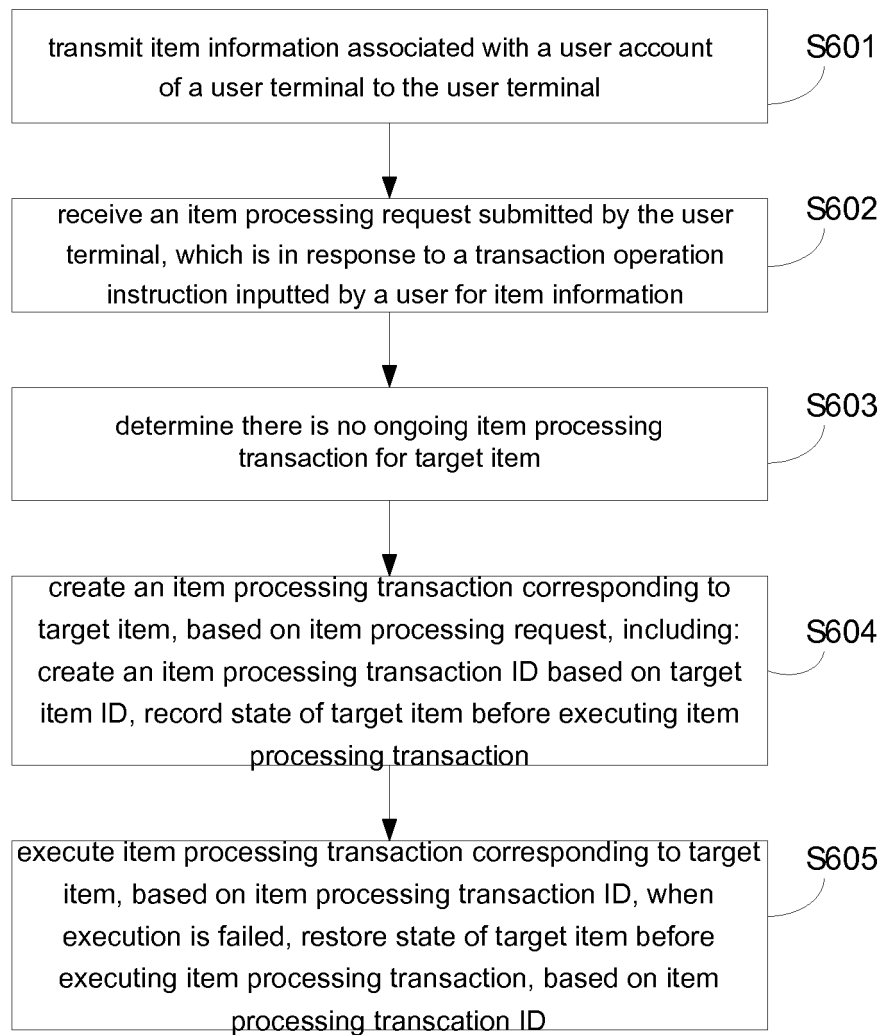 transmit item information associated with a user account
of a user terminal to the user terminal
S601
receive an item processing request submitted by the user
terminal, which is in response to a transaction operation
instruction inputted by a user for item information
S602
determine there is no ongoing item processing
transaction for target item
S603
create an item processing transaction corresponding to
target item, based on item processing request, including:
create an item processing transaction ID based on target
item ID, record state of target item before executing item
processing transaction
S604
execute item processing transaction corresponding to target
item, based on item processing transaction ID, when
execution is failed, restore state of target item before
executing item processing transaction, based on item
processing transcation ID
S605